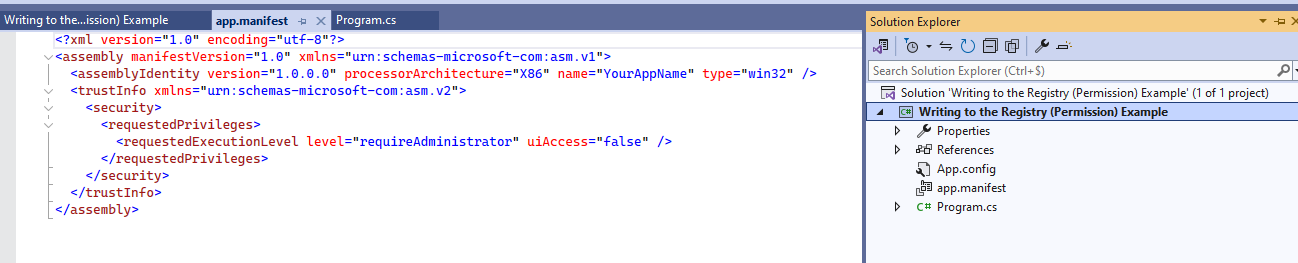 Writing to the...ission) Example
app.manifest
Program.cs
<?xml version="1.0" encoding="utf-8"?>
<assembly manifestVersion="1.0" xmlns="urn:schemas-microsoft-com:asm.v1">
<assemblyIdentity version="1.0.0.0" processorArchitecture="X86" name="YourAppName" type="win32" />
<trustInfo xmlns="urn:schemas-microsoft-com:asm.v2">
<security>
<requestedPrivileges>
<requestedExecutionLevel level="requireAdministrator" uiAccess="false" />
</requestedPrivileges>
</security>
</trustInfo>
</assembly>
Solution Explorer
Search Solution Explorer (Ctrl+$)
Solution 'Writing to the Registry (Permission) Example' (1 of 1 project)
C# Writing to the Registry (Permission) Example
Properties
References
App.config
app.manifest
C# Program.cs